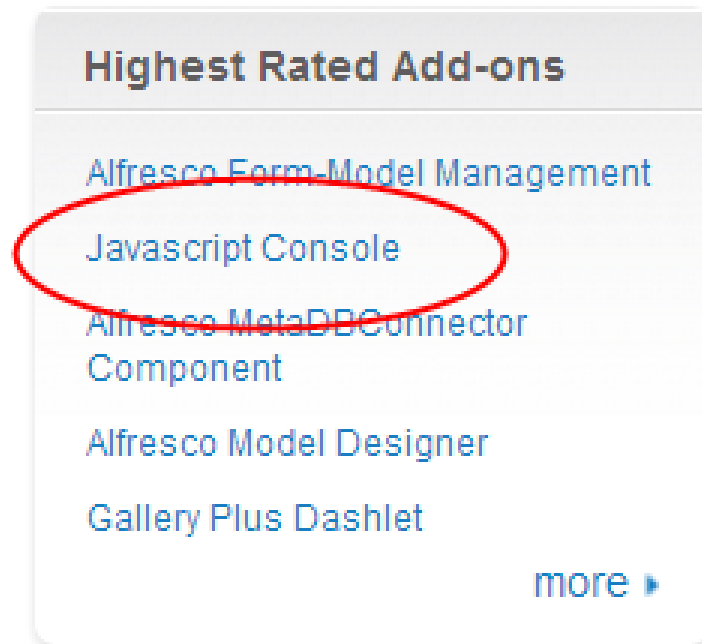 Highest Rated Add-ons
Alfresco Form-Model Management
Javascript Console
Alfresco MetaDBConnector
Component
Alfresco Model Designer
Gallery Plus Dashlet
more